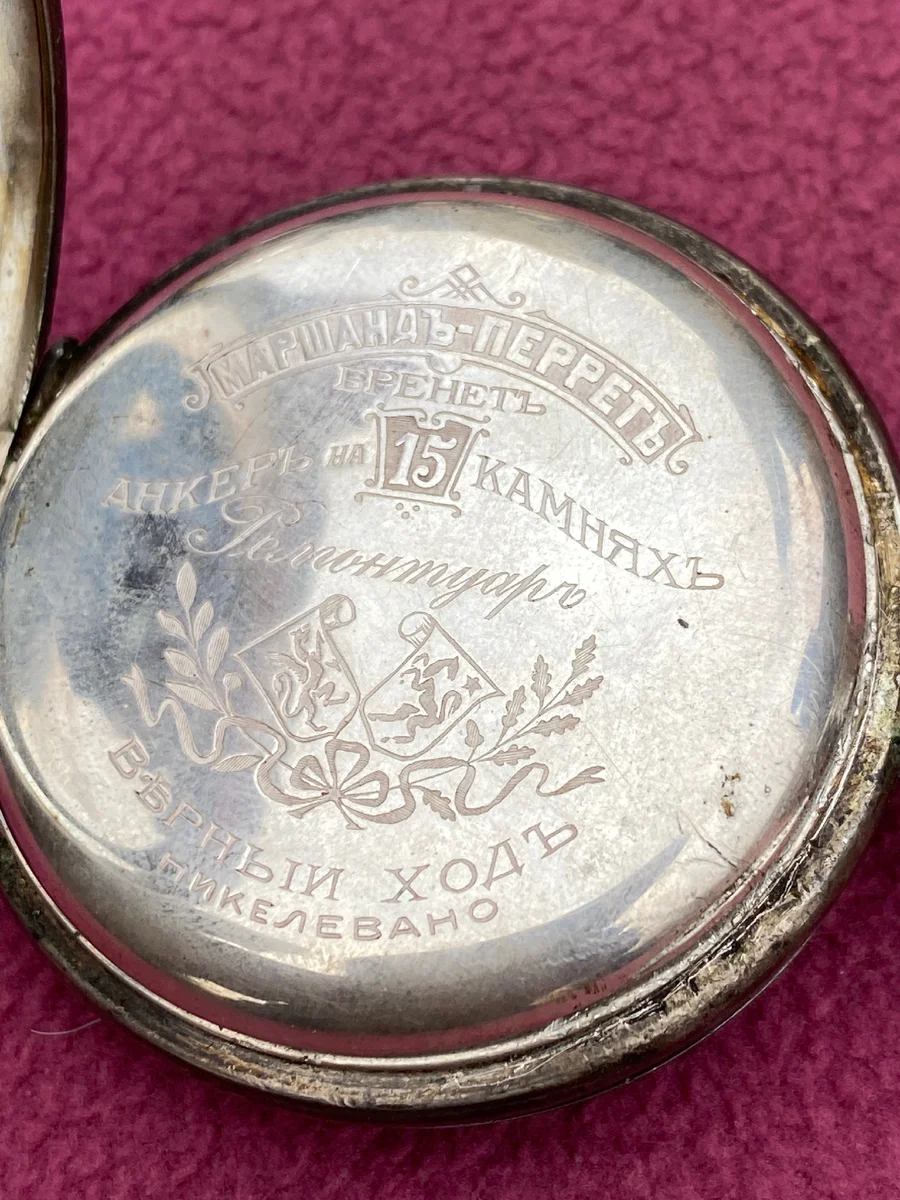 МАРШАНДЪ-ПЕРРЕТЪ
БРЕНЕТЪ
АНКЕРЪ НА 15 КАМНЯХЪ
Ремонтуаръ
ВѢРНЫЙ ХОДЪ
НИКЕЛЕВАНО